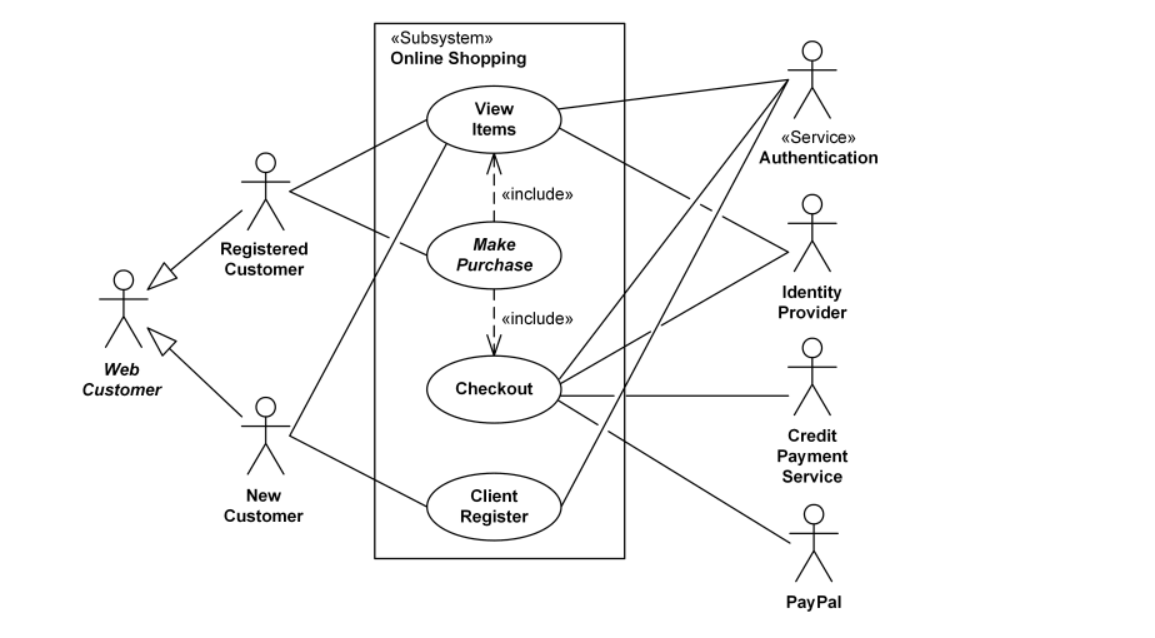 «Subsystem»
Online Shopping
View
Items
«include»
Make
Purchase
«include»
Checkout
Client
Register
Registered
Customer
Web
Customer
New
Customer
«Service»
Authentication
Identity
Provider
Credit
Payment
Service
PayPal